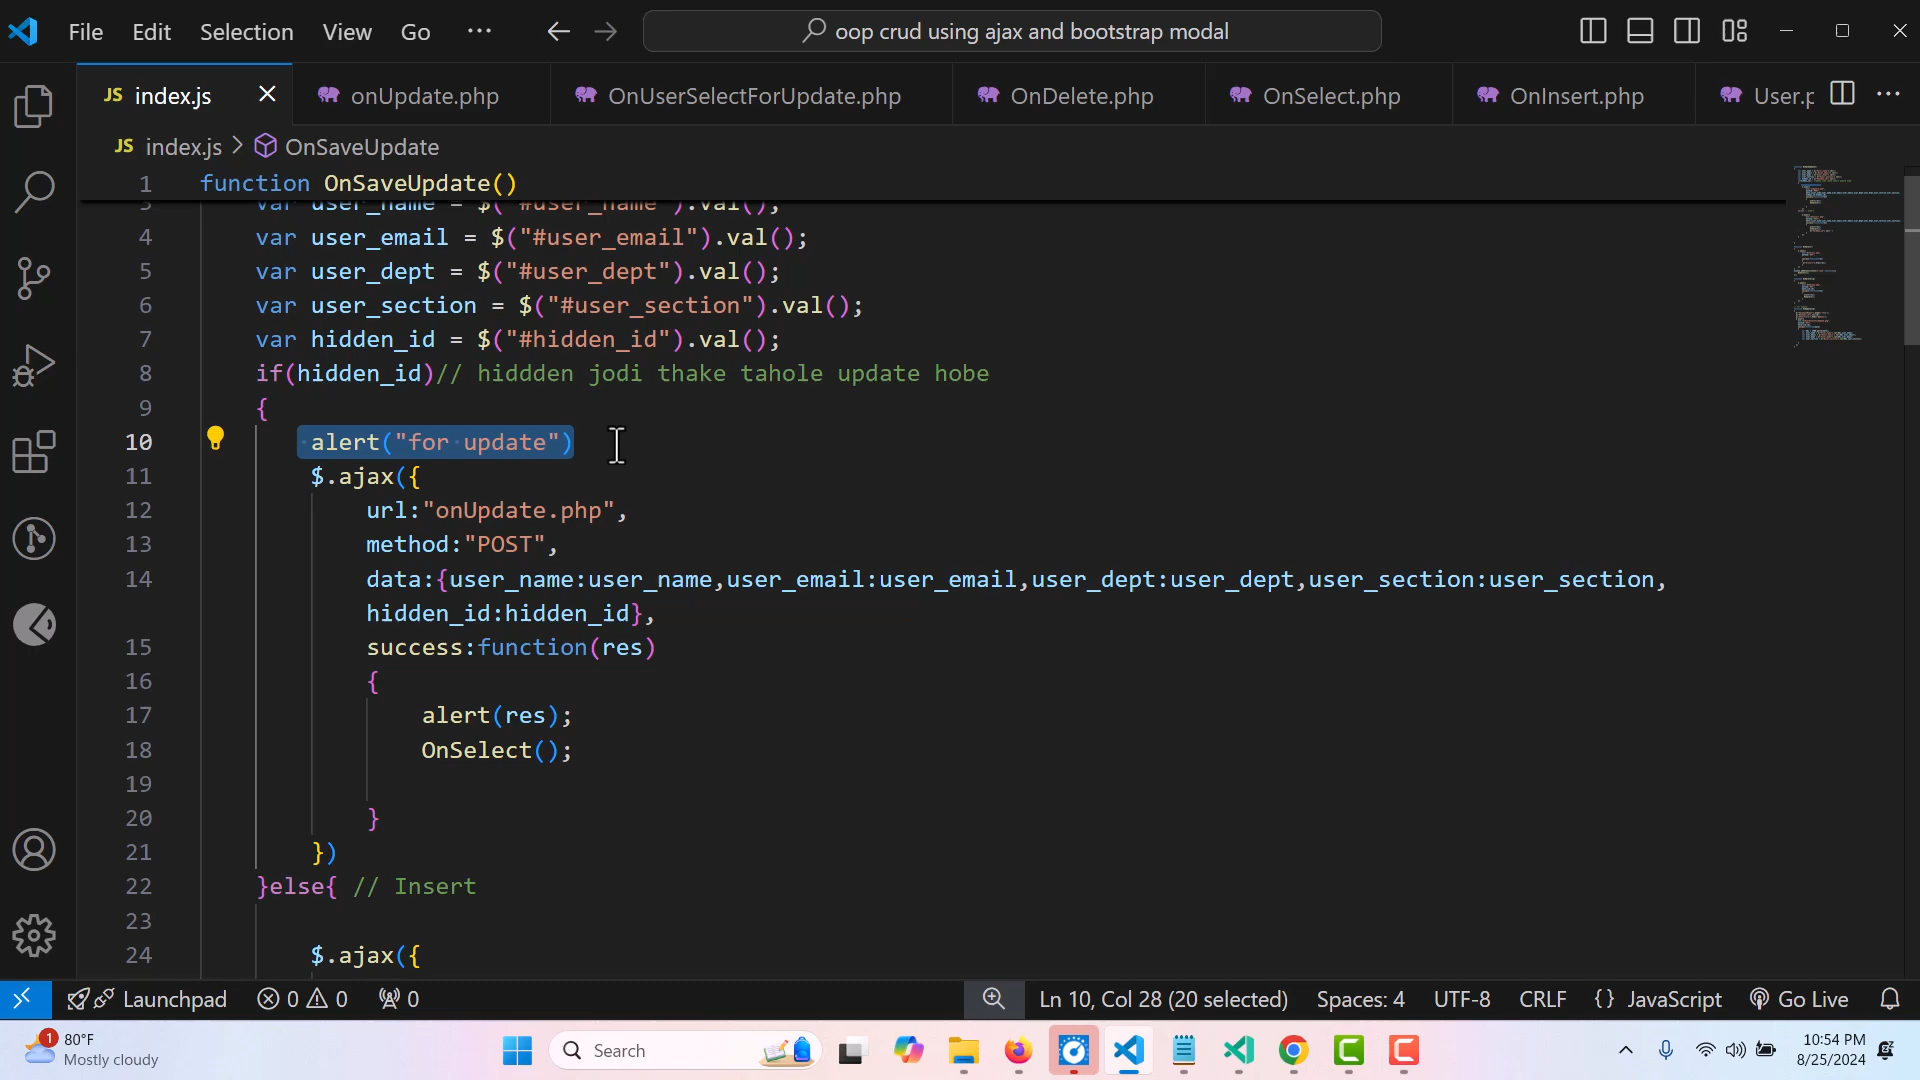 File Edit Selection View Go ··· oop crud using ajax and bootstrap modal
JS index.js onUpdate.php OnUserSelectForUpdate.php OnDelete.php OnSelect.php OnInsert.php User.p ···
JS index.js > OnSaveUpdate
1 function OnSaveUpdate()
3 var user_name = $("#user_name").val();
4 var user_email = $("#user_email").val();
5 var user_dept = $("#user_dept").val();
6 var user_section = $("#user_section").val();
7 var hidden_id = $("#hidden_id").val();
8 if(hidden_id)// hiddden jodi thake tahole update hobe
9 {
10 alert("for update")
11 $.ajax({
12 url:"onUpdate.php",
13 method:"POST",
14 data:{user_name:user_name,user_email:user_email,user_dept:user_dept,user_section:user_section,
hidden_id:hidden_id},
15 success:function(res)
16 {
17 alert(res);
18 OnSelect();
19
20 }
21 })
22 }else{ // Insert
23
24 $.ajax({
Launchpad 0 0 0 Ln 10, Col 28 (20 selected) Spaces: 4 UTF-8 CRLF {} JavaScript Go Live
1 80°F
Mostly cloudy
Search
10:54 PM
8/25/2024